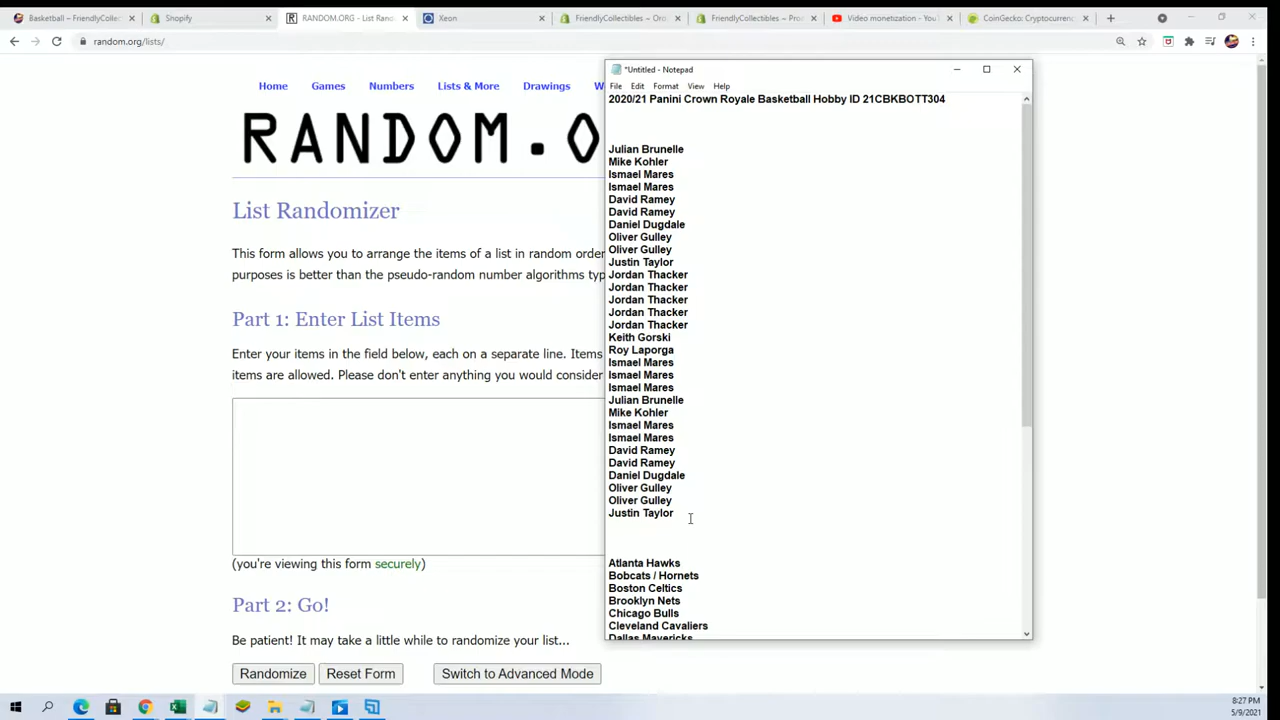 Basketball – FriendlyCollec
Shopify
RANDOM.ORG - List Rand
Xeon
FriendlyCollectibles ~ Or
FriendlyCollectibles ~ Pro
Video monetization - You
CoinGecko: Cryptocurrenc
random.org/lists/
Home Games Numbers Lists & More Drawings W
RANDOM.O
List Randomizer
This form allows you to arrange the items of a list in random order
purposes is better than the pseudo-random number algorithms typ
Part 1: Enter List Items
Enter your items in the field below, each on a separate line. Items
items are allowed. Please don't enter anything you would consider
(you're viewing this form securely)
Part 2: Go!
Be patient! It may take a little while to randomize your list...
Randomize Reset Form Switch to Advanced Mode
*Untitled - Notepad
File Edit Format View Help
2020/21 Panini Crown Royale Basketball Hobby ID 21CBKBOTT304
Julian Brunelle
Mike Kohler
Ismael Mares
Ismael Mares
David Ramey
David Ramey
Daniel Dugdale
Oliver Gulley
Oliver Gulley
Justin Taylor
Jordan Thacker
Jordan Thacker
Jordan Thacker
Jordan Thacker
Jordan Thacker
Keith Gorski
Roy Laporga
Ismael Mares
Ismael Mares
Ismael Mares
Julian Brunelle
Mike Kohler
Ismael Mares
Ismael Mares
David Ramey
David Ramey
Daniel Dugdale
Oliver Gulley
Oliver Gulley
Justin Taylor
Atlanta Hawks
Bobcats / Hornets
Boston Celtics
Brooklyn Nets
Chicago Bulls
Cleveland Cavaliers
Dallas Mavericks
8:27 PM
5/9/2021